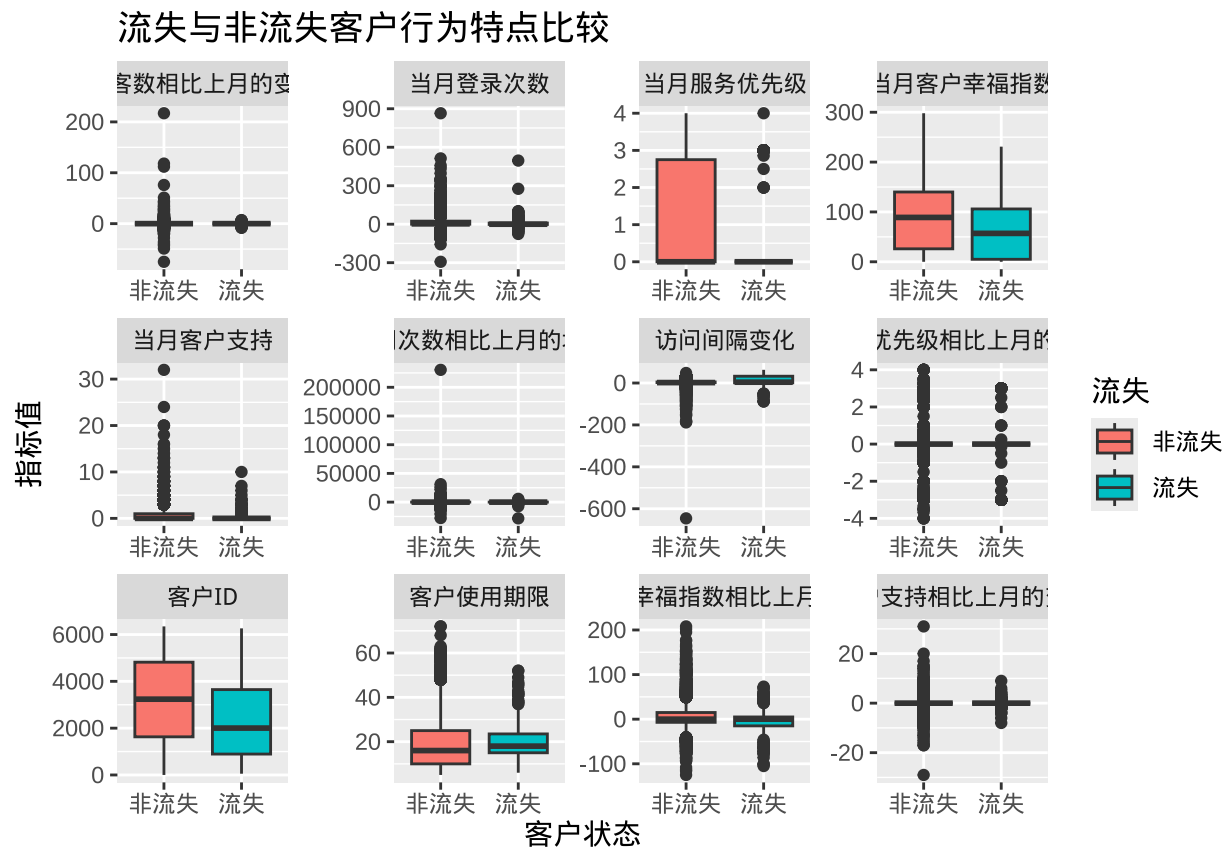 流失与非流失客户行为特点比较
客数相比上月的变
当月登录次数
当月服务优先级
当月客户幸福指数
200
100
0
900
600
300
0
-300
4
3
2
1
0
300
200
100
0
非流失 流失
非流失 流失
非流失 流失
非流失 流失
当月客户支持
次数相比上月的
访问间隔变化
优先级相比上月的
30
20
10
0
200000
150000
100000
50000
0
0
-200
-400
-600
4
2
0
-2
-4
非流失 流失
非流失 流失
非流失 流失
非流失 流失
客户ID
客户使用期限
幸福指数相比上月
支持相比上月的
6000
4000
2000
0
60
40
20
200
100
0
-100
20
0
-20
非流失 流失
非流失 流失
非流失 流失
非流失 流失
客户状态
指标值
流失
非流失
流失